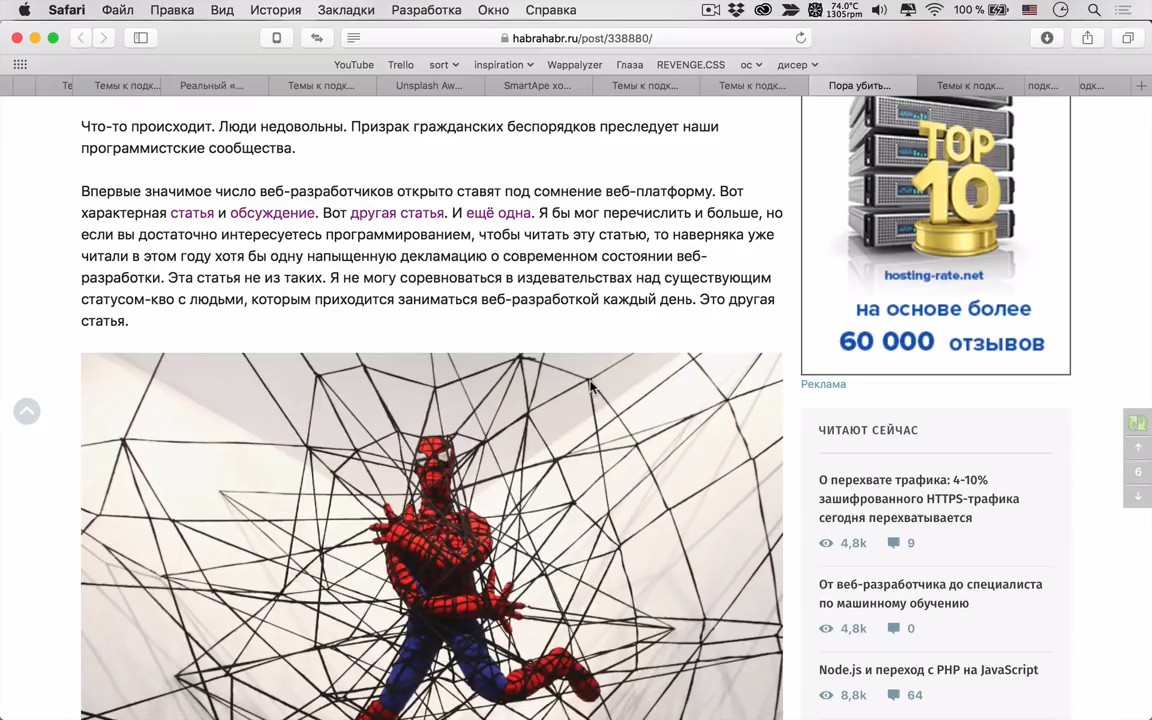 Safari Файл Правка Вид История Закладки Разработка Окно Справка 74.0°C 1305rpm 100 %
habrahabr.ru/post/338880/
YouTube Trello sort inspiration Wappalyzer Глаза REVENGE.CSS ос дисер
Те Темы к подк... Реальный «... Темы к подк... Unsplash Aw... SmartApe хо... Темы к подк... Темы к подк... Пора убить... Темы к подк... подк... одк...
Что-то происходит. Люди недовольны. Призрак гражданских беспорядков преследует наши
программистские сообщества.
Впервые значимое число веб-разработчиков открыто ставят под сомнение веб-платформу. Вот
характерная статья и обсуждение. Вот другая статья. И ещё одна. Я бы мог перечислить и больше, но
если вы достаточно интересуетесь программированием, чтобы читать эту статью, то наверняка уже
читали в этом году хотя бы одну напыщенную декламацию о современном состоянии веб-
разработки. Эта статья не из таких. Я не могу соревноваться в издевательствах над существующим
статусом-кво с людьми, которым приходится заниматься веб-разработкой каждый день. Это другая
статья.
TOP
10
hosting-rate.net
на основе более
60 000 отзывов
Реклама
ЧИТАЮТ СЕЙЧАС
О перехвате трафика: 4-10%
зашифрованного HTTPS-трафика
сегодня перехватывается
4,8k 9
От веб-разработчика до специалиста
по машинному обучению
4,8k 0
Node.js и переход с PHP на JavaScript
8,8k 64
6